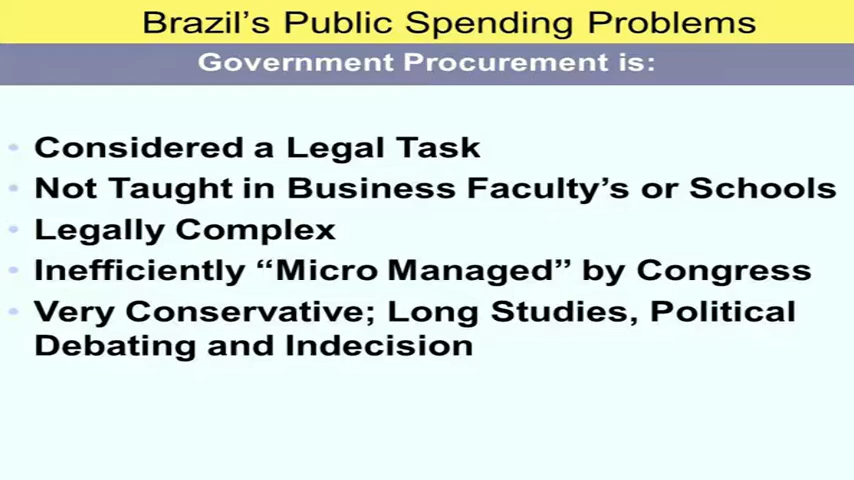 Brazil's Public Spending Problems
Government Procurement is:
• Considered a Legal Task
• Not Taught in Business Faculty's or Schools
• Legally Complex
• Inefficiently “Micro Managed” by Congress
• Very Conservative; Long Studies, Political
Debating and Indecision